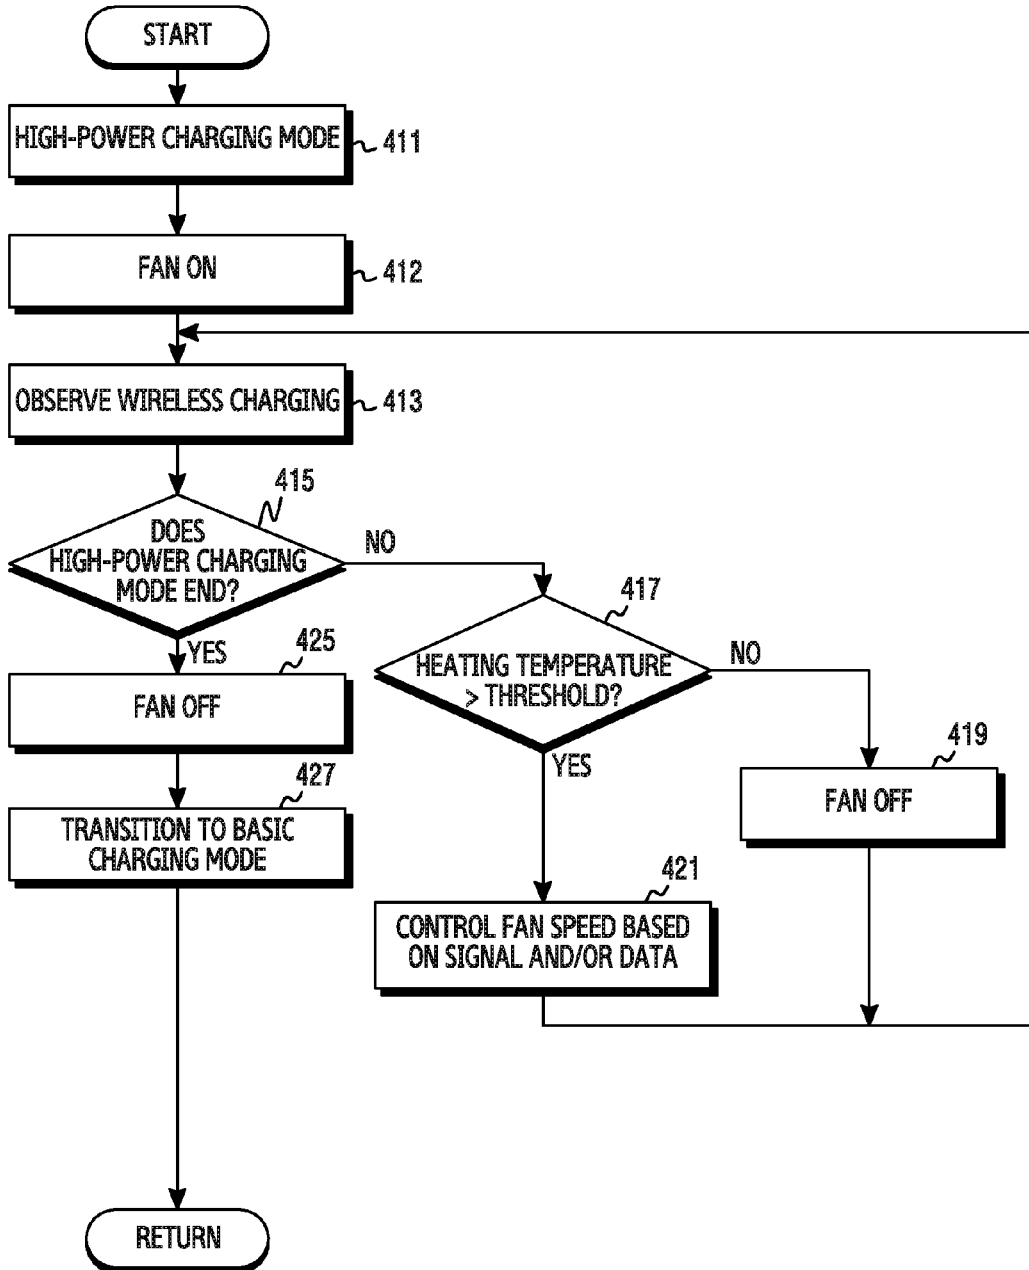 START
HIGH-POWER CHARGING MODE
411
FAN ON
412
OBSERVE WIRELESS CHARGING
413
415
DOES
HIGH-POWER CHARGING
MODE END?
NO
YES
417
HEATING TEMPERATURE
> THRESHOLD?
NO
YES
425
FAN OFF
419
FAN OFF
427
TRANSITION TO BASIC
CHARGING MODE
421
CONTROL FAN SPEED BASED
ON SIGNAL AND/OR DATA
RETURN